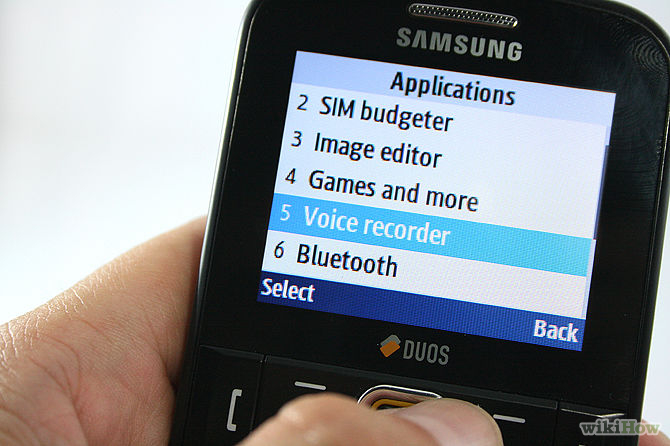 SAMSUNG
Applications
2 SIM budgeter
3 Image editor
4 Games and more
5 Voice recorder
6 Bluetooth
Select
Back
DUOS
wikiHow